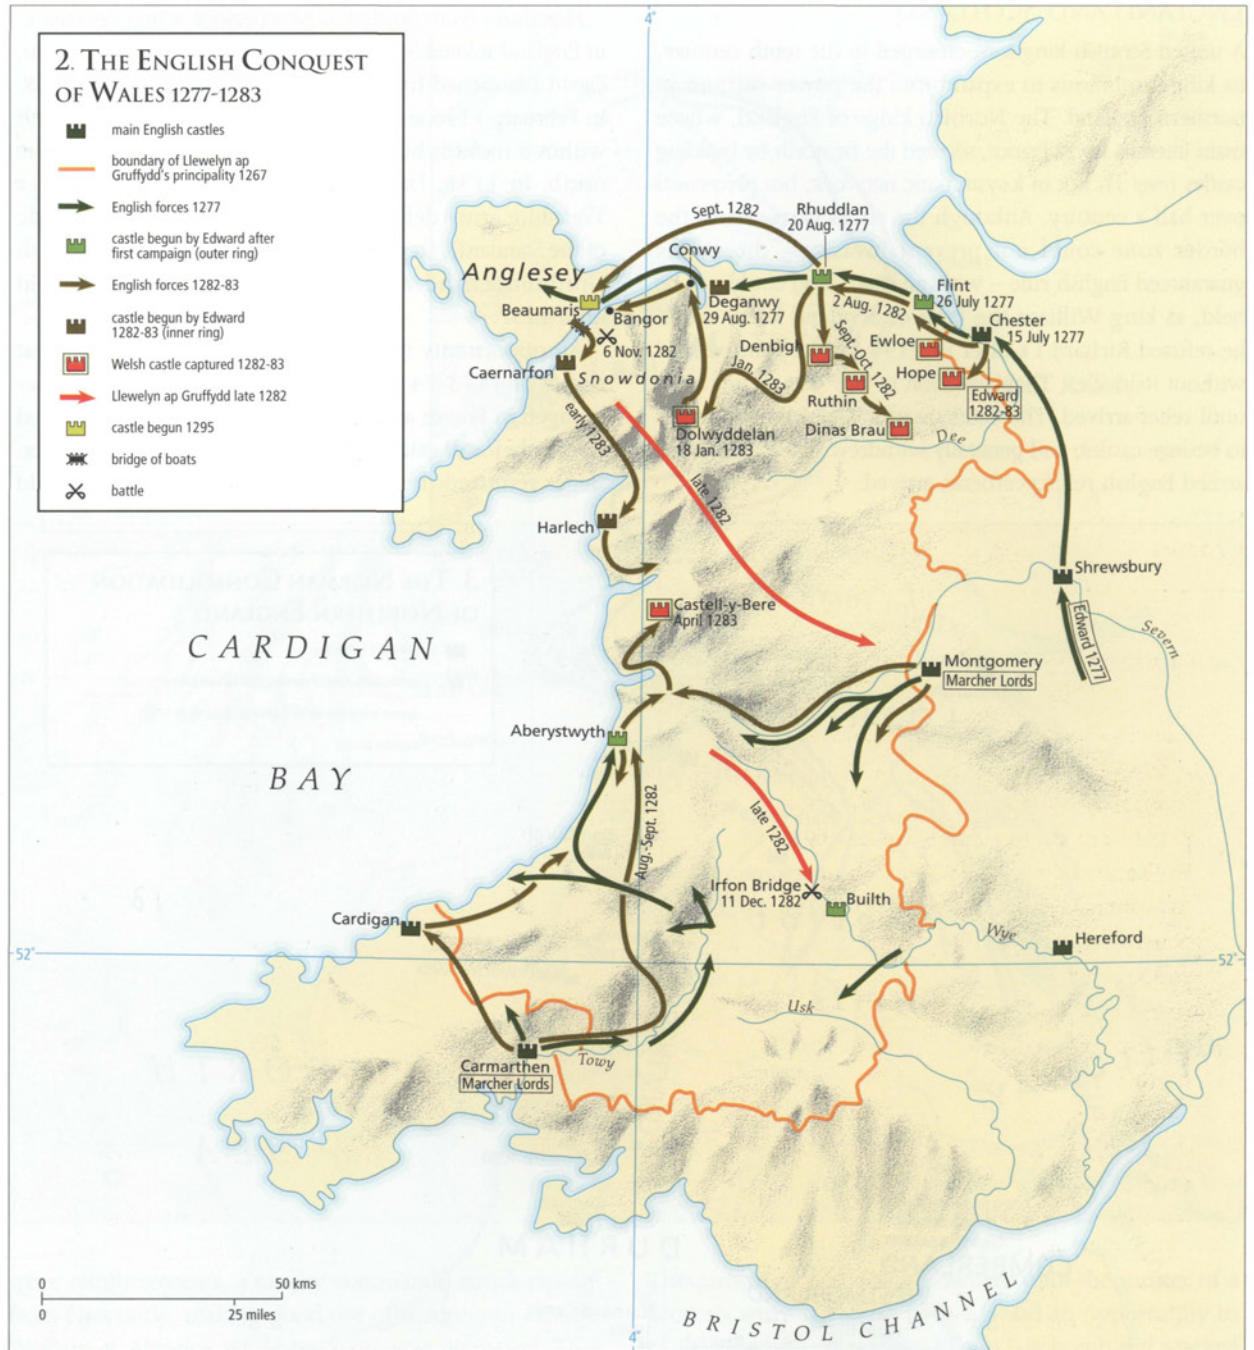 2. THE ENGLISH CONQUEST
OF WALES 1277-1283
main English castles
boundary of Llewelyn ap
Gruffydd's principality 1267
English forces 1277
castle begun by Edward after
first campaign (outer ring)
English forces 1282-83
castle begun by Edward
1282-83 (inner ring)
Welsh castle captured 1282-83
Llewelyn ap Gruffydd late 1282
castle begun 1295
bridge of boats
battle
4°
Sept. 1282
Rhuddlan
20 Aug. 1277
Conwy
Anglesey
Beaumaris
Bangor
Deganwy
29 Aug. 1277
2 Aug. 1282
Flint
26 July 1277
Chester
15 July 1277
6 Nov. 1282
Denbigh
Sept.-Oct. 1282
Ewloe
Hope
Edward
1282-83
Caernarfon
Snowdonia
Jan. 1283
Ruthin
Dinas Brau
Dee
early 1283
Dolwyddelan
18 Jan. 1283
late 1282
Harlech
Shrewsbury
Castell-y-Bere
April 1283
Edward 1277
Severn
CARDIGAN
BAY
Montgomery
Marcher Lords
Aberystwyth
Aug.-Sept. 1282
late 1282
Irfon Bridge
11 Dec. 1282
Builth
Cardigan
Wye
Hereford
52°
52°
Usk
Carmarthen
Marcher Lords
Towy
0
50 kms
0
25 miles
4°
BRISTOL CHANNEL